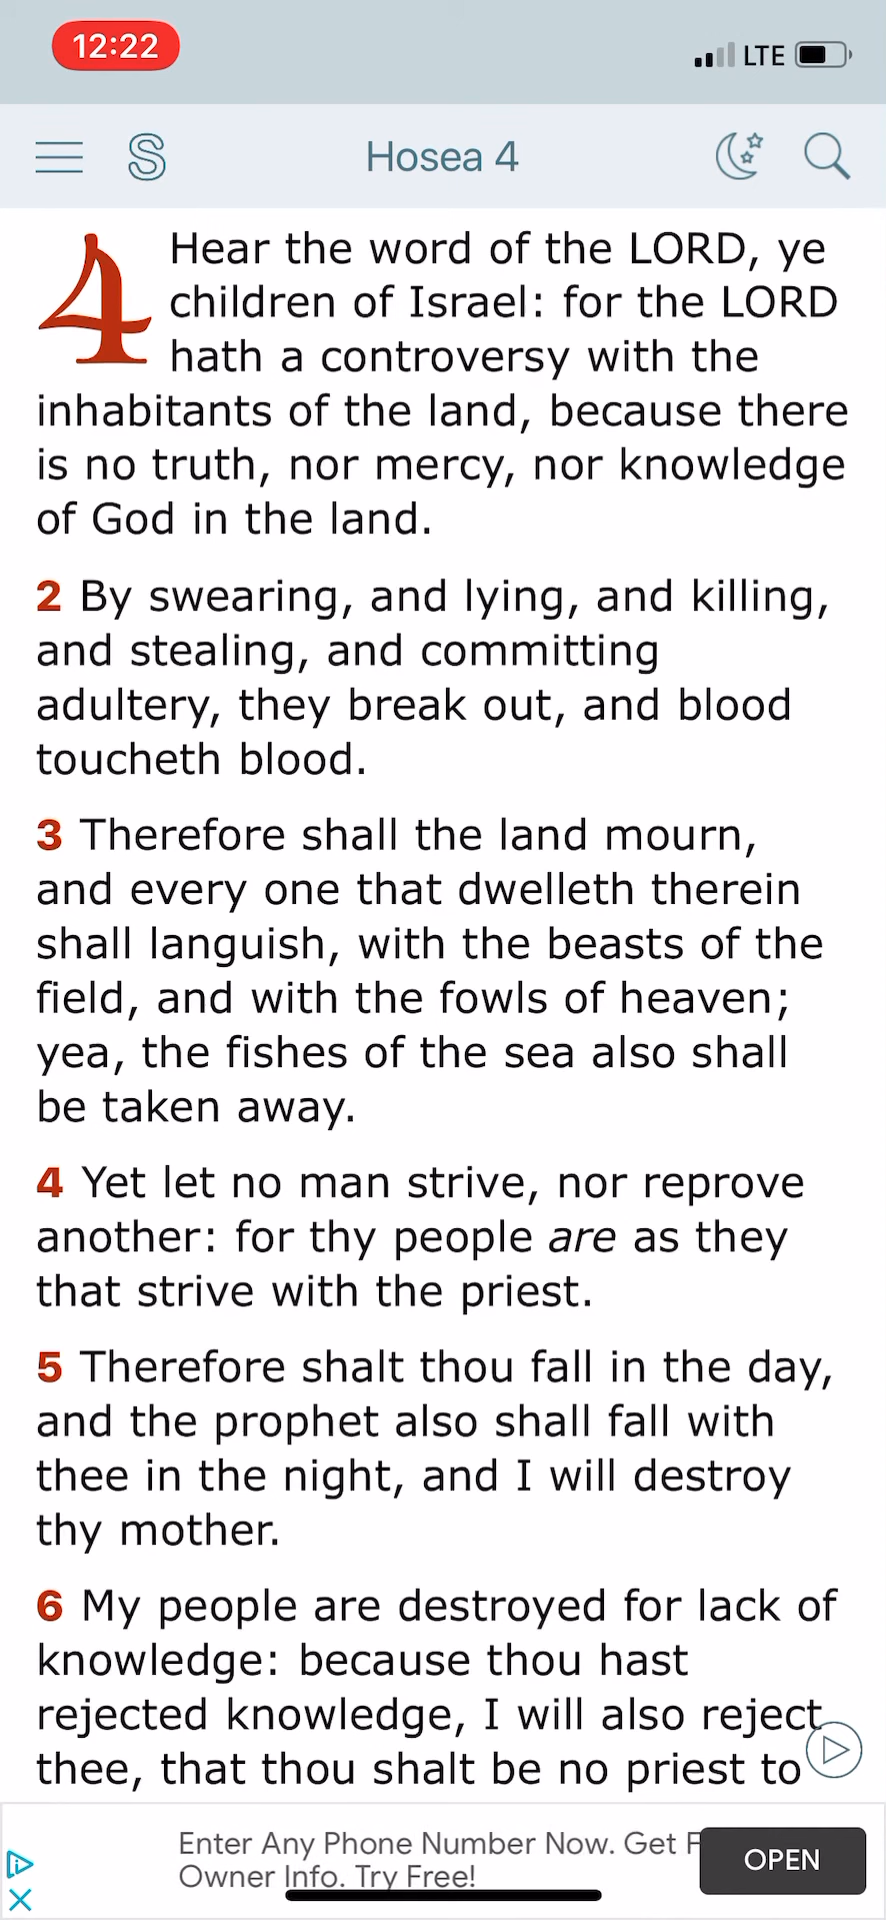 12:22
LTE
S
Hosea 4
4 Hear the word of the LORD, ye
children of Israel: for the LORD
hath a controversy with the
inhabitants of the land, because there
is no truth, nor mercy, nor knowledge
of God in the land.
2 By swearing, and lying, and killing,
and stealing, and committing
adultery, they break out, and blood
toucheth blood.
3 Therefore shall the land mourn,
and every one that dwelleth therein
shall languish, with the beasts of the
field, and with the fowls of heaven;
yea, the fishes of the sea also shall
be taken away.
4 Yet let no man strive, nor reprove
another: for thy people are as they
that strive with the priest.
5 Therefore shalt thou fall in the day,
and the prophet also shall fall with
thee in the night, and I will destroy
thy mother.
6 My people are destroyed for lack of
knowledge: because thou hast
rejected knowledge, I will also reject
thee, that thou shalt be no priest to
Enter Any Phone Number Now. Get
Owner Info. Try Free!
OPEN